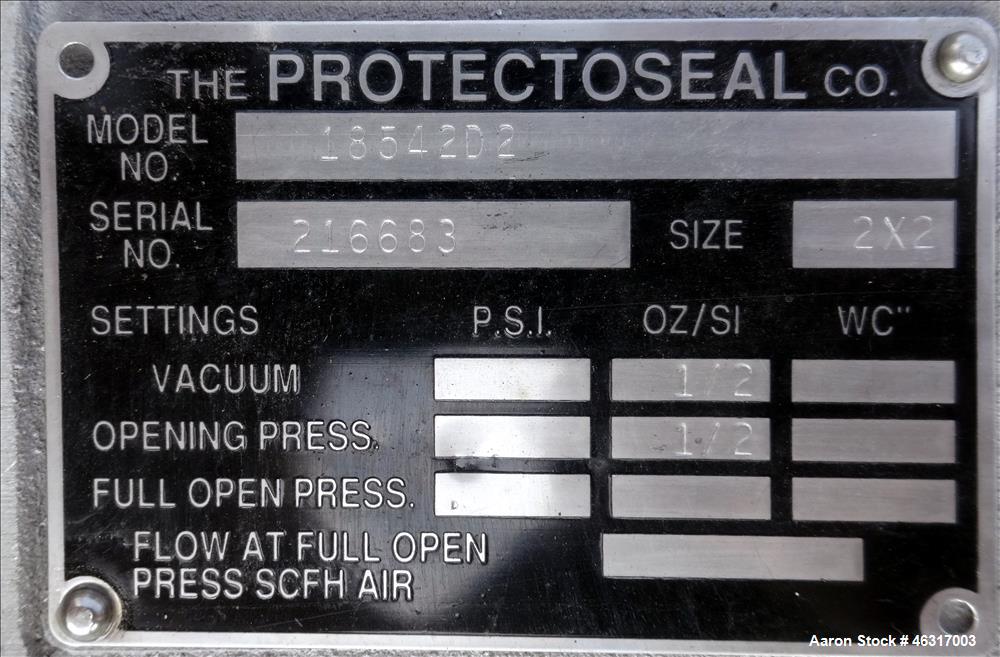 THE PROTECTOSEAL CO.
MODEL NO. 18542D2
SERIAL NO. 216683 SIZE 2X2
SETTINGS P.S.I. OZ/SI WC"
VACUUM 1/2
OPENING PRESS. 1/2
FULL OPEN PRESS.
FLOW AT FULL OPEN
PRESS SCFH AIR
Aaron Stock # 46317003